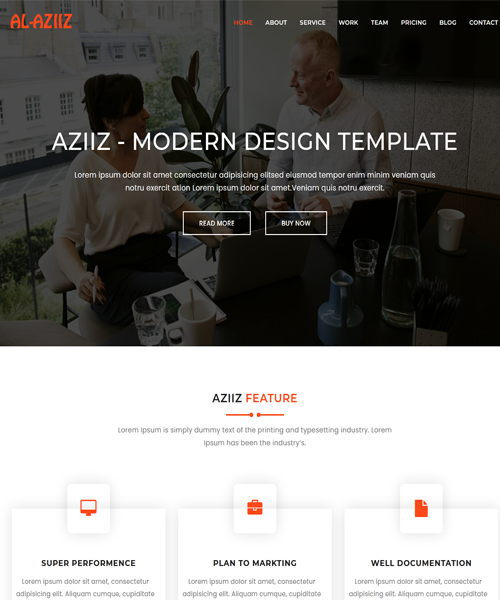 AL-AZIIZ
HOME ABOUT SERVICE WORK TEAM PRICING BLOG CONTACT
AZIIZ - MODERN DESIGN TEMPLATE
Lorem ipsum dolor sit amet consectetur adipisicing elitsed eiusmod tempor enim minim veniam quis
notru exercit ation Lorem ipsum dolor sit amet.Veniam quis notru exercit.
READ MORE BUY NOW
AZIIZ FEATURE
Lorem Ipsum is simply dummy text of the printing and typesetting industry. Lorem
Ipsum has been the industry's.
SUPER PERFORMENCE PLAN TO MARKTING WELL DOCUMENTATION
Lorem ipsum dolor sit amet, consectetur Lorem ipsum dolor sit amet, consectetur Lorem ipsum dolor sit amet, consectetur
adipisicing elit. Aliquam cumque, cupiditate adipisicing elit. Aliquam cumque, cupiditate adipisicing elit. Aliquam cumque, cupiditate